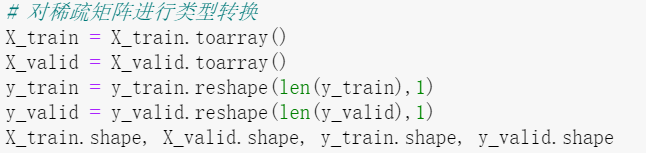 # 对稀疏矩阵进行类型转换
X_train = X_train.toarray()
X_valid = X_valid.toarray()
y_train = y_train.reshape(len(y_train),1)
y_valid = y_valid.reshape(len(y_valid),1)
X_train.shape, X_valid.shape, y_train.shape, y_valid.shape